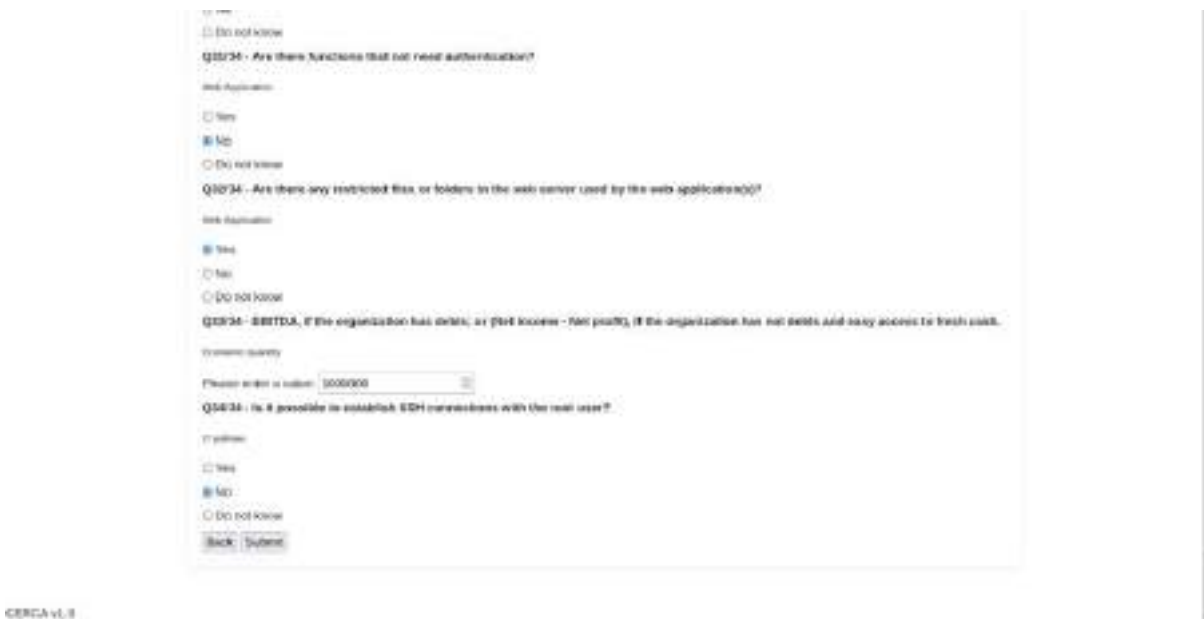 No
Do not know
Q31/34 - Are there functions that not need authentication?
Web Application
Yes
No
Do not know
Q32/34 - Are there any restricted files or folders in the web server used by the web application(s)?
Web Application
Yes
No
Do not know
Q33/34 - EBITDA, if the organization has debts; or (Net Income - Net profit), if the organization has not debts and easy access to fresh cash.
Economic quantity
Please enter a value:
Q34/34 - Is it possible to establish SSH connections with the root user?
Yes
No
Do not know
Back Submit
CERCA v1.0